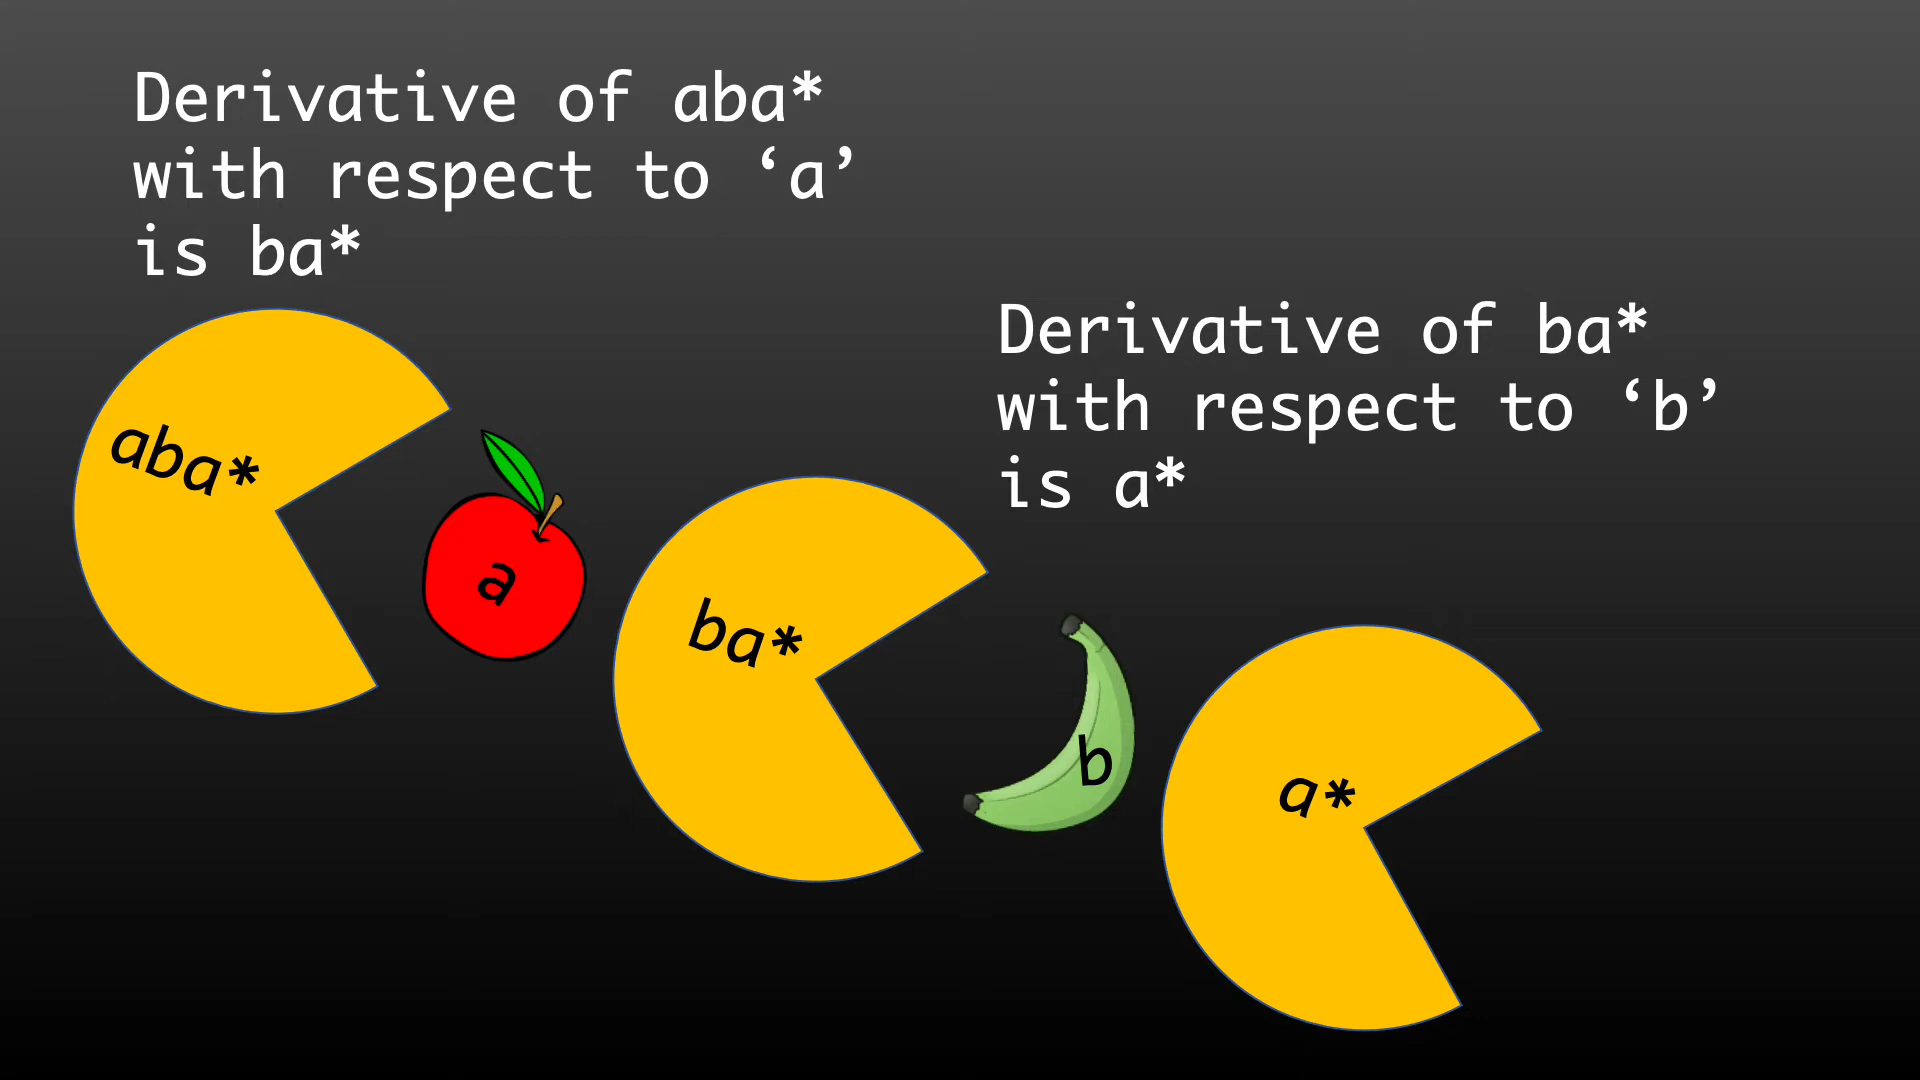 Derivative of aba*
with respect to ‘a’
is ba*
Derivative of ba*
with respect to ‘b’
is a*
aba*
a
ba*
b
a*